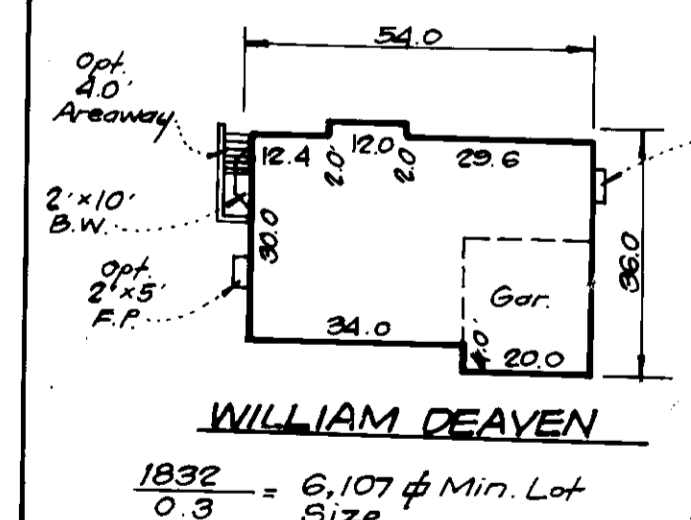 54.0
Opt.
4.0'
Areaway
12.4
2.0'
12.0
2.0
29.6
2'x10'
B.W.
30.0
36.0
Opt.
2'x5'
F.P.
Gar.
34.0
4.0'
20.0
WILLIAM DEAVEN
1832
0.3
= 6,107 ⌽ Min. Lot
Size